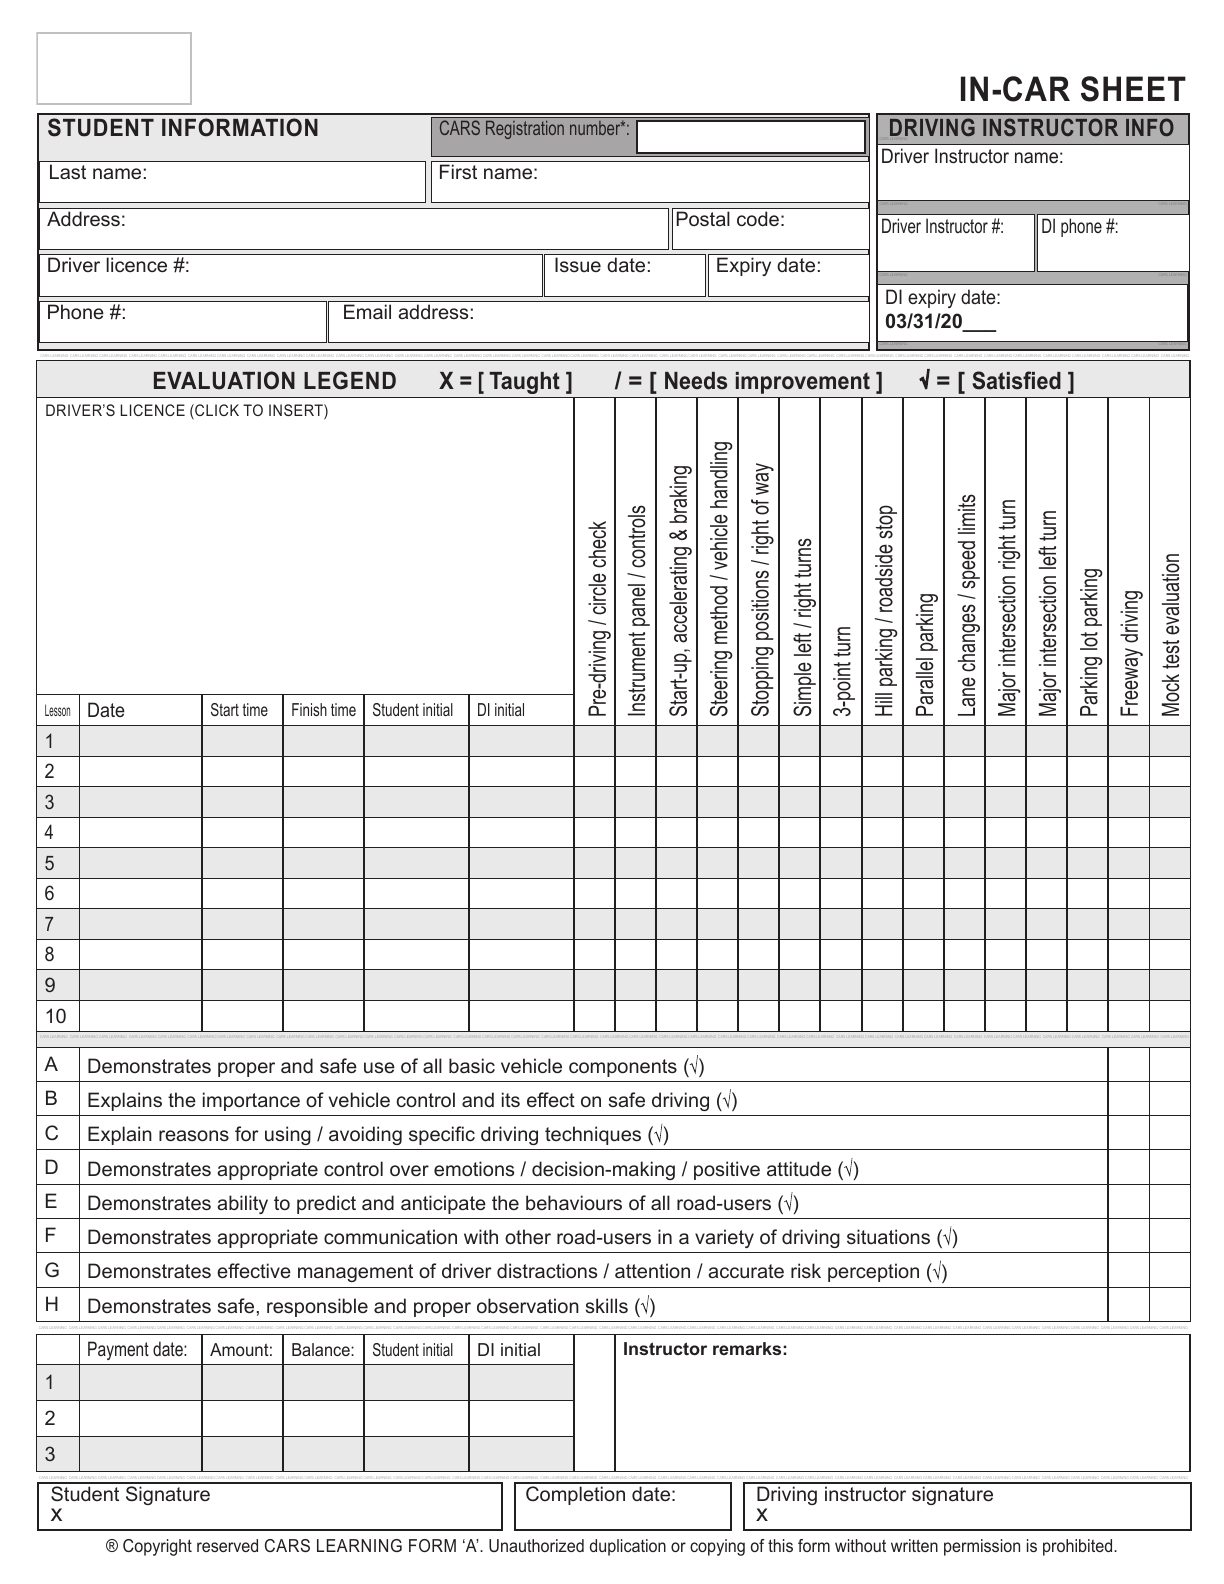 IN-CAR SHEET
STUDENT INFORMATION
CARS Registration number*:
DRIVING INSTRUCTOR INFO
Last name:
First name:
Driver Instructor name:
Address:
Postal code:
Driver Instructor #:
DI phone #:
Driver licence #:
Issue date:
Expiry date:
DI expiry date:
03/31/20___
Phone #:
Email address:
EVALUATION LEGEND X = [ Taught ] / = [ Needs improvement ] √ = [ Satisfied ]
DRIVER'S LICENCE (CLICK TO INSERT)
Pre-driving / circle check
Instrument panel / controls
Start-up, accelerating & braking
Steering method / vehicle handling
Stopping positions / right of way
Simple left / right turns
3-point turn
Hill parking / roadside stop
Parallel parking
Lane changes / speed limits
Major intersection right turn
Major intersection left turn
Parking lot parking
Freeway driving
Mock test evaluation
Lesson Date Start time Finish time Student initial DI initial
1
2
3
4
5
6
7
8
9
10
A Demonstrates proper and safe use of all basic vehicle components (√)
B Explains the importance of vehicle control and its effect on safe driving (√)
C Explain reasons for using / avoiding specific driving techniques (√)
D Demonstrates appropriate control over emotions / decision-making / positive attitude (√)
E Demonstrates ability to predict and anticipate the behaviours of all road-users (√)
F Demonstrates appropriate communication with other road-users in a variety of driving situations (√)
G Demonstrates effective management of driver distractions / attention / accurate risk perception (√)
H Demonstrates safe, responsible and proper observation skills (√)
Payment date: Amount: Balance: Student initial DI initial
Instructor remarks:
1
2
3
Student Signature
X
Completion date:
Driving instructor signature
X
® Copyright reserved CARS LEARNING FORM ‘A’. Unauthorized duplication or copying of this form without written permission is prohibited.